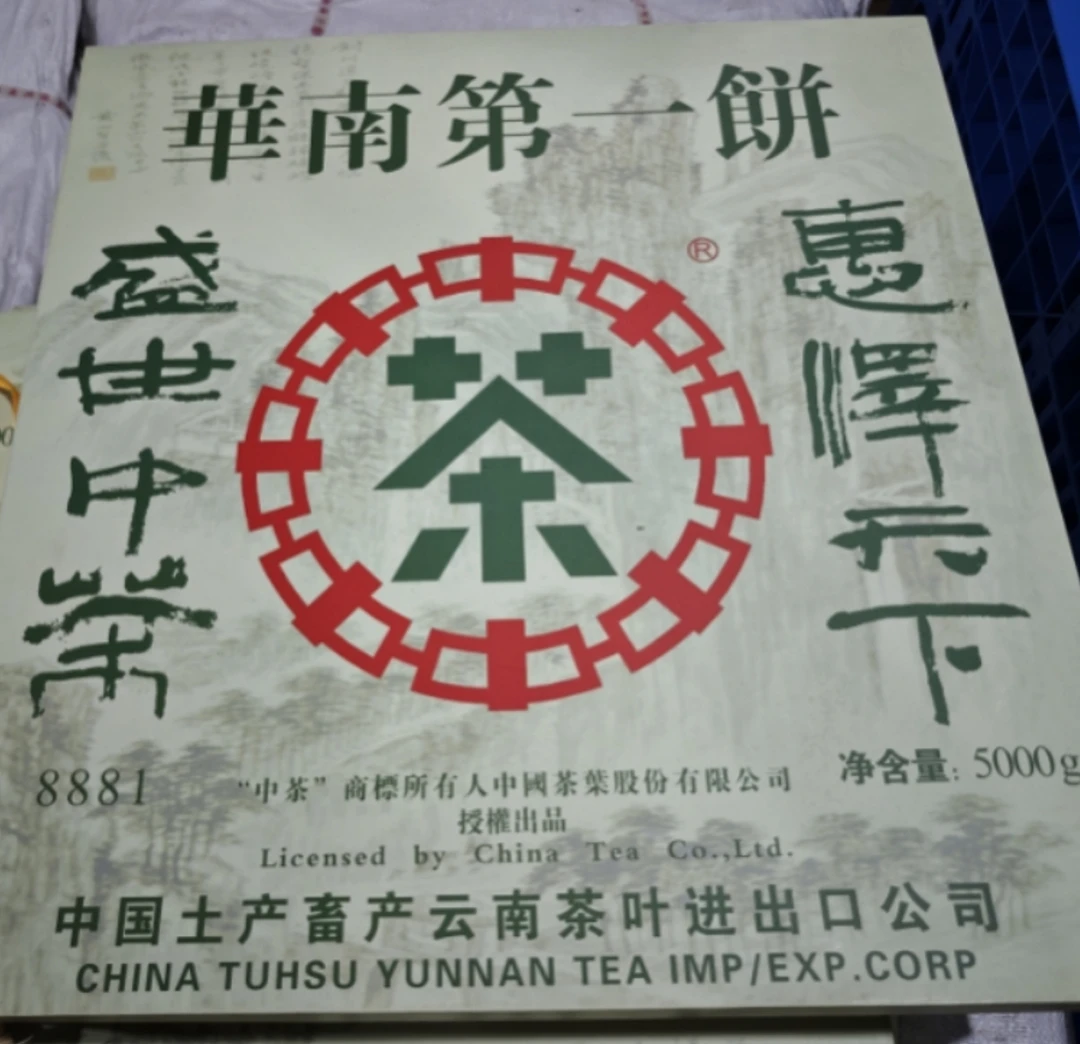 華南第一餅
惠澤天下
盛世中茶
®
茶
8881
“中茶”商標所有人中國茶葉股份有限公司
授權出品
Licensed by China Tea Co.,Ltd.
净含量: 5000g
中国土产畜产云南茶叶进出口公司
CHINA TUHSU YUNNAN TEA IMP/EXP.CORP